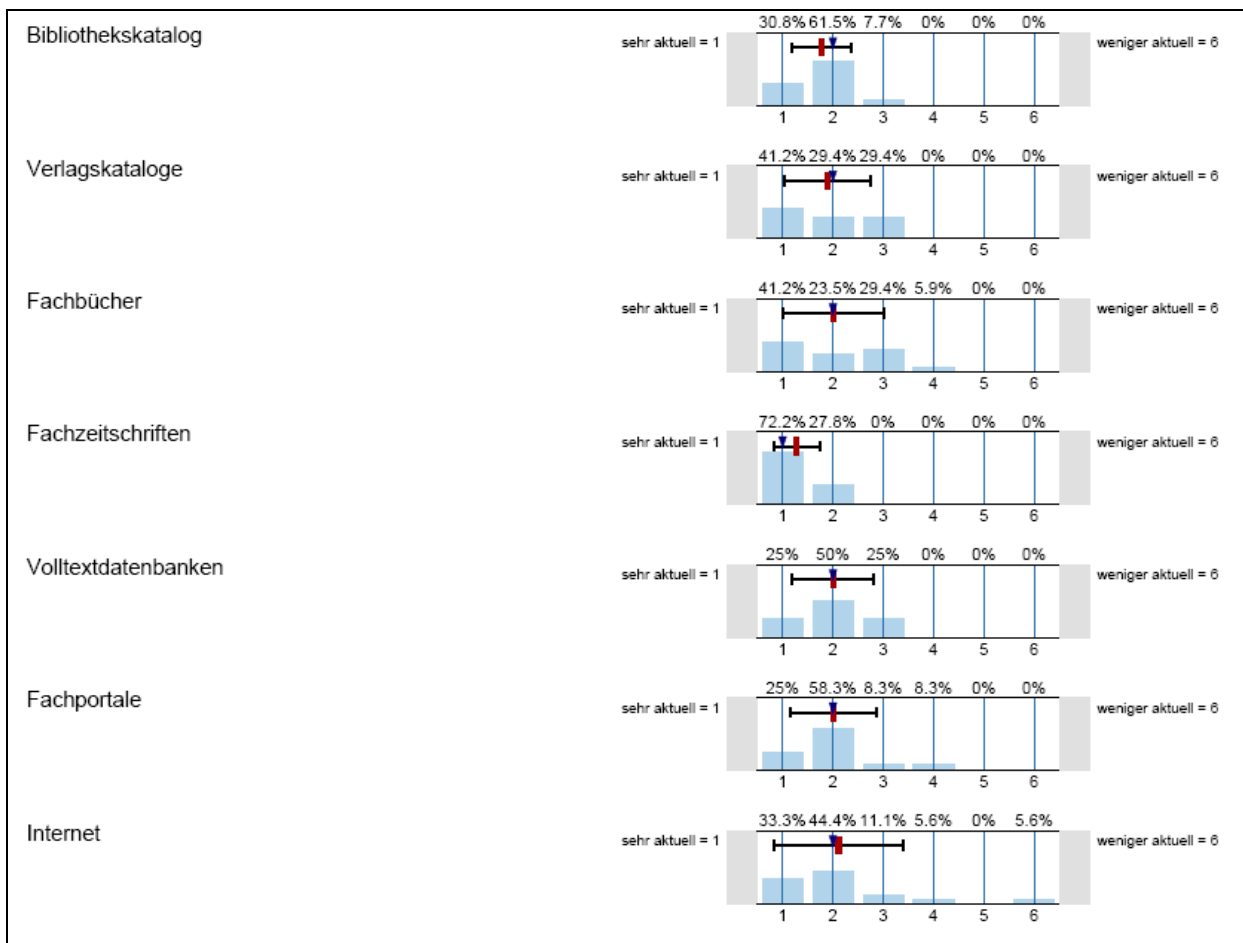 30.8% 61.5% 7.7% 0% 0% 0%
Bibliothekskatalog
sehr aktuell = 1 weniger aktuell = 6
1 2 3 4 5 6
41.2% 29.4% 29.4% 0% 0% 0%
Verlagskataloge
sehr aktuell = 1 weniger aktuell = 6
1 2 3 4 5 6
41.2% 23.5% 29.4% 5.9% 0% 0%
Fachbücher
sehr aktuell = 1 weniger aktuell = 6
1 2 3 4 5 6
72.2% 27.8% 0% 0% 0% 0%
Fachzeitschriften
sehr aktuell = 1 weniger aktuell = 6
1 2 3 4 5 6
25% 50% 25% 0% 0% 0%
Volltextdatenbanken
sehr aktuell = 1 weniger aktuell = 6
1 2 3 4 5 6
25% 58.3% 8.3% 8.3% 0% 0%
Fachportale
sehr aktuell = 1 weniger aktuell = 6
1 2 3 4 5 6
33.3% 44.4% 11.1% 5.6% 0% 5.6%
Internet
sehr aktuell = 1 weniger aktuell = 6
1 2 3 4 5 6